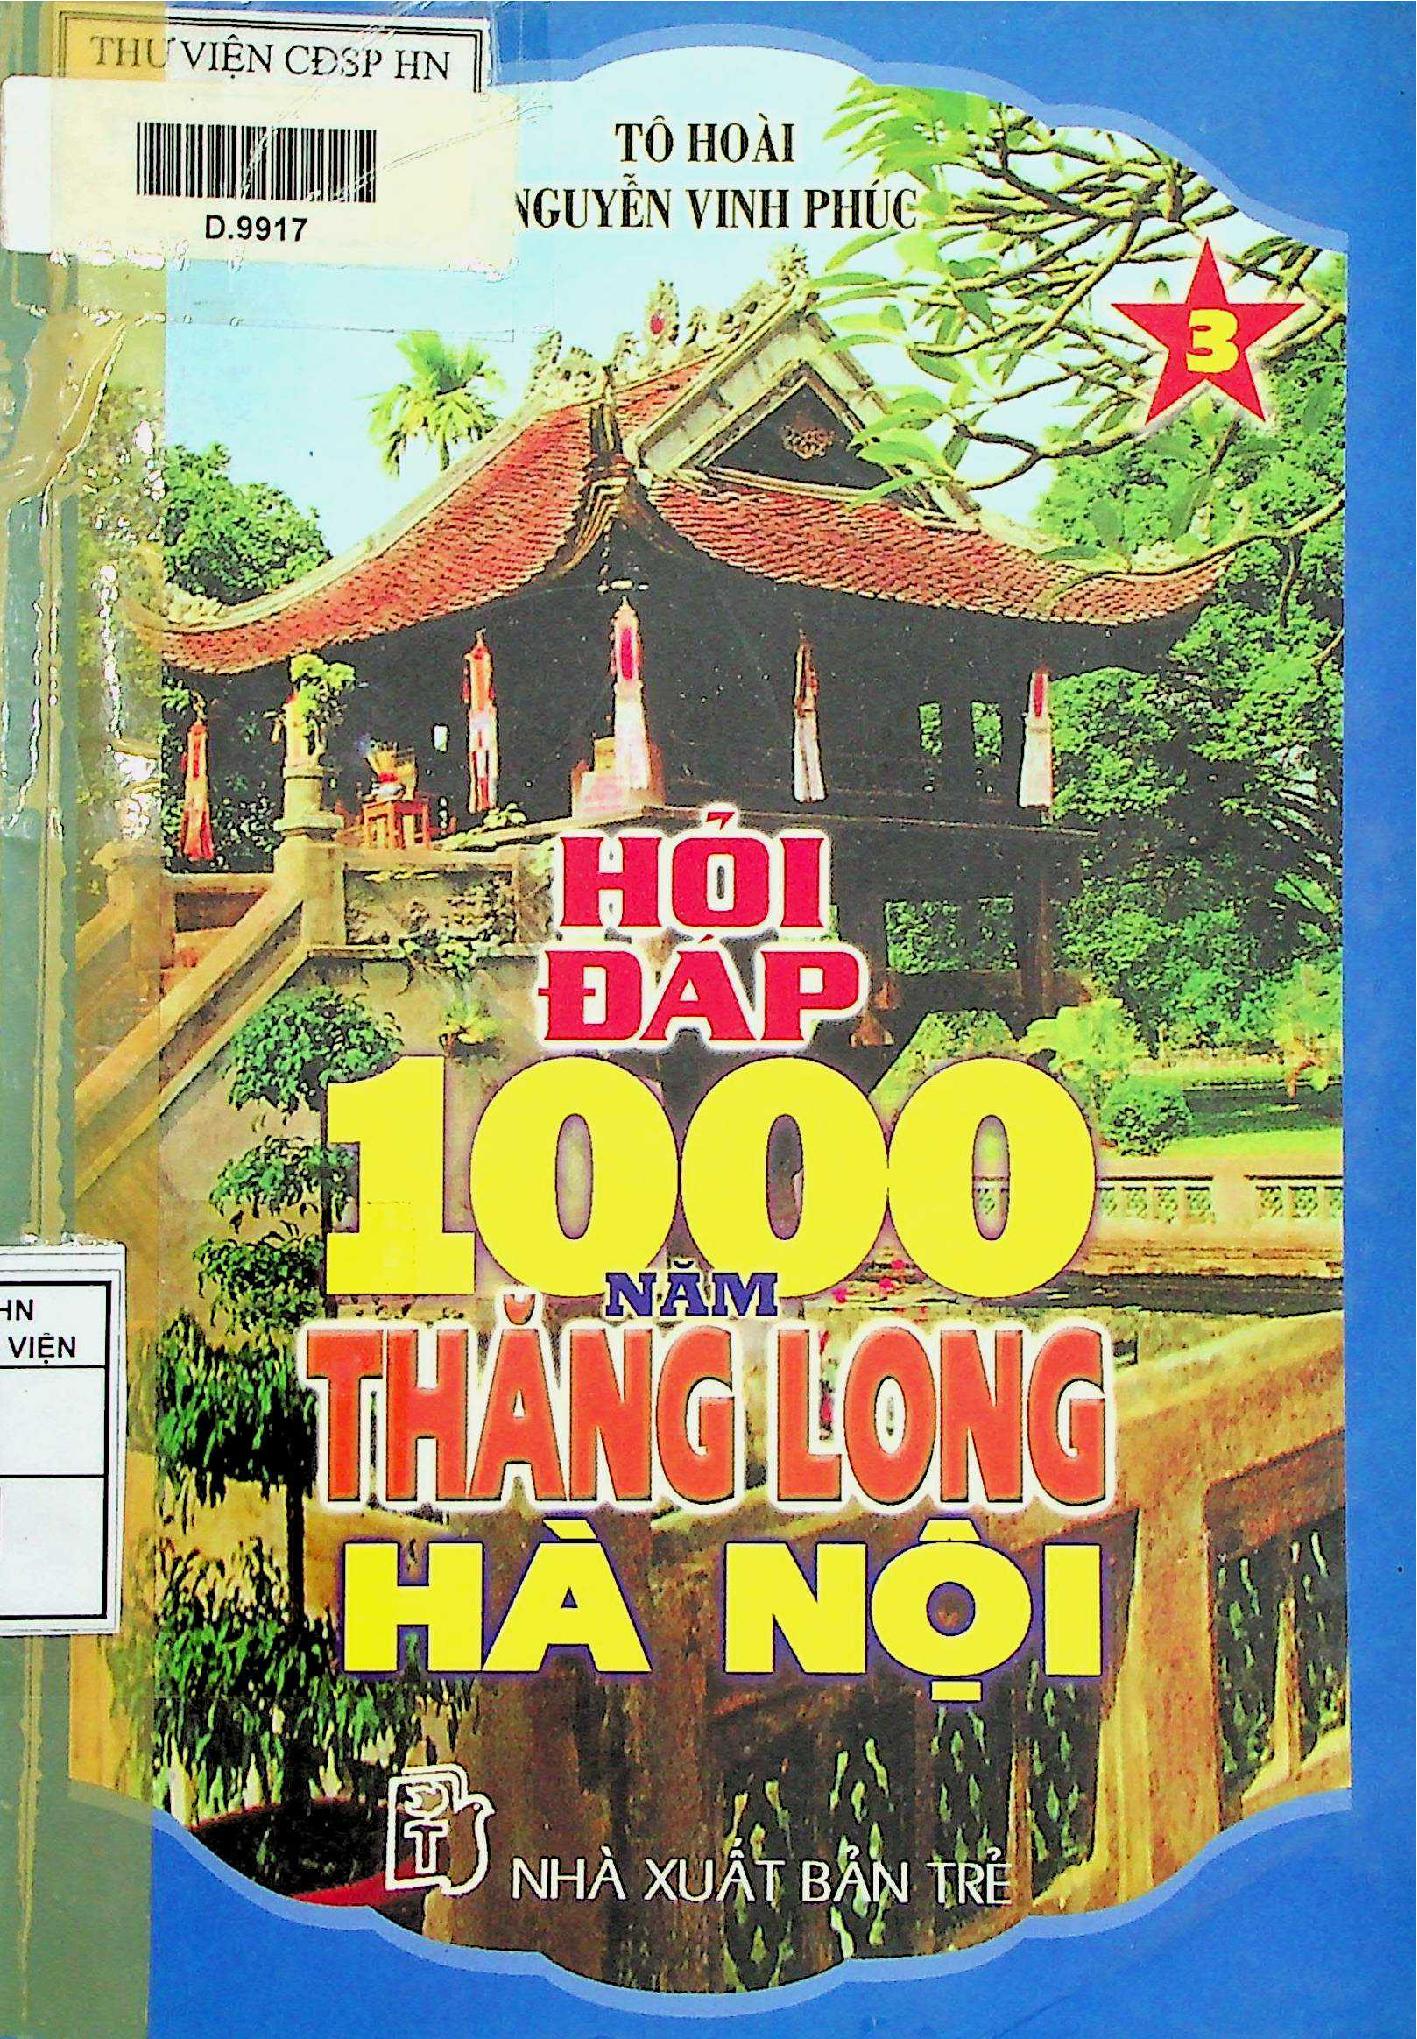 THƯ VIỆN CĐSP HN
D.9917
TÔ HOÀI
NGUYỄN VINH PHÚC
3
HỎI
ĐÁP
1000
NĂM
THĂNG LONG
HÀ NỘI
HN
VIỆN
T
NHÀ XUẤT BẢN TRẺ